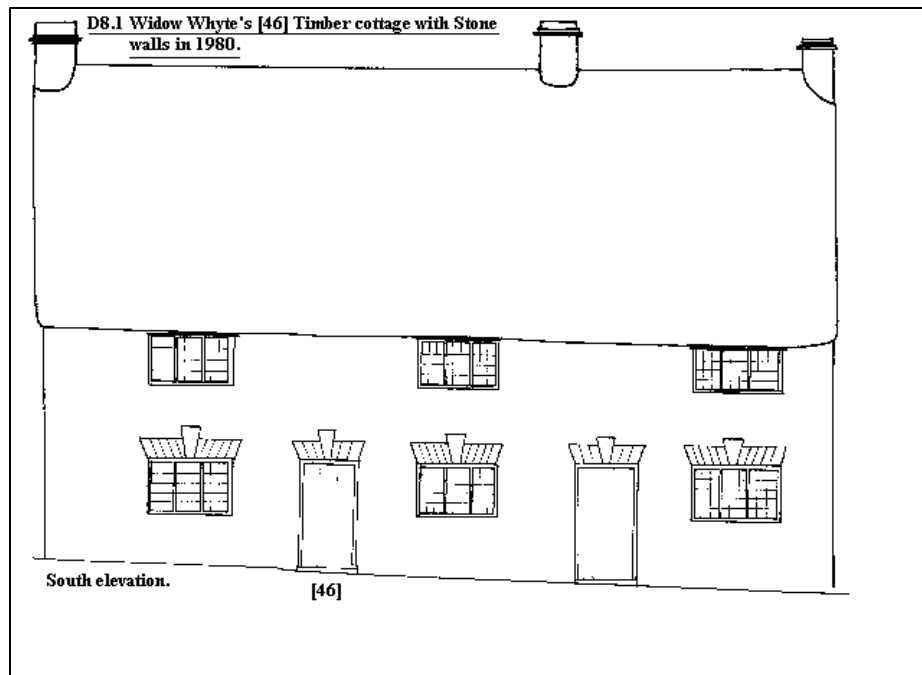 D8.1 Widow Whyte's [46] Timber cottage with Stone
walls in 1980.
South elevation.
[46]